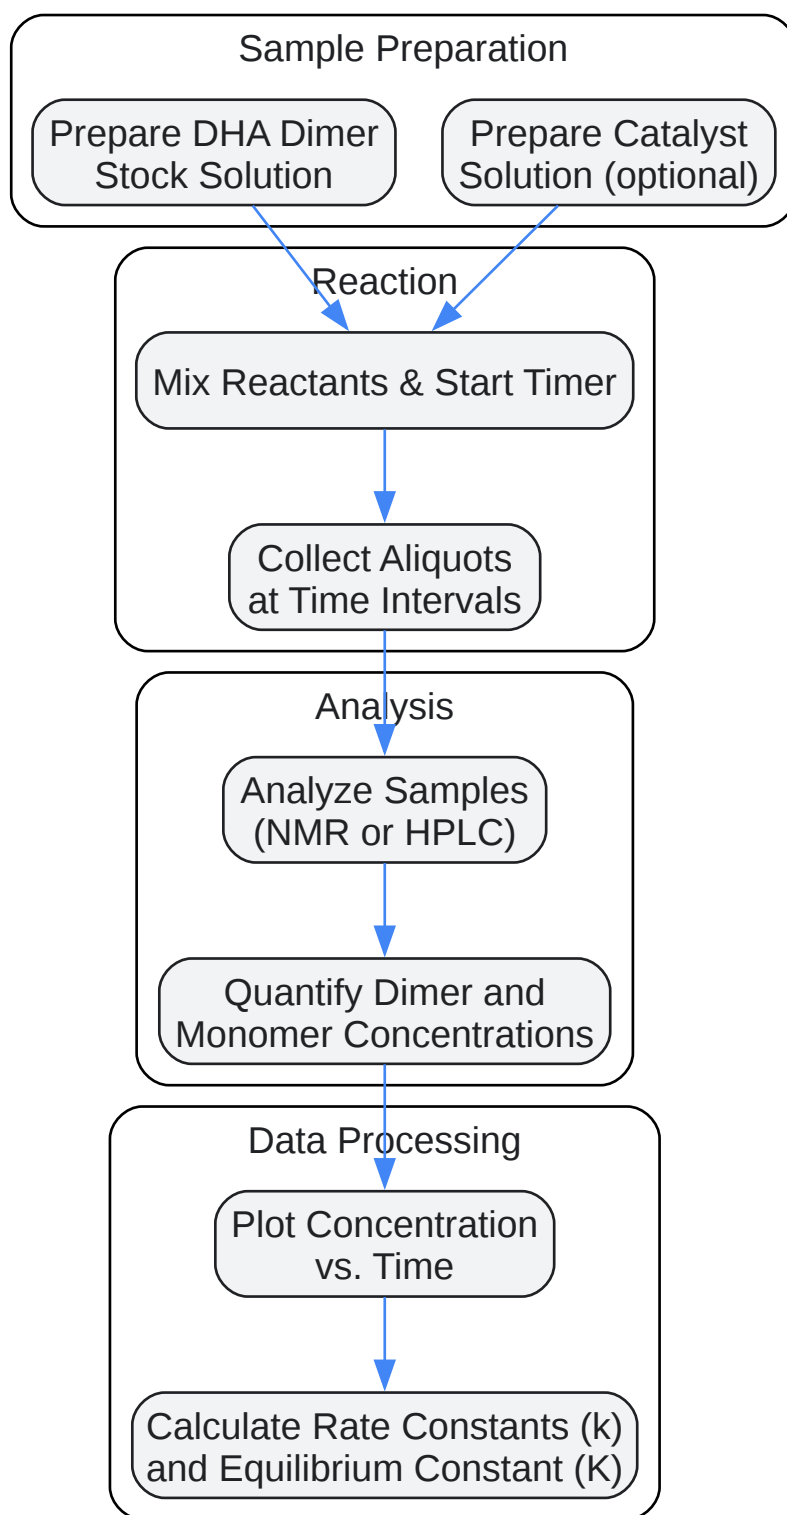 Sample Preparation
Prepare DHA Dimer
Stock Solution
Prepare Catalyst
Solution (optional)
Reaction
Mix Reactants & Start Timer
Collect Aliquots
at Time Intervals
Analysis
Analyze Samples
(NMR or HPLC)
Quantify Dimer and
Monomer Concentrations
Data Processing
Plot Concentration
vs. Time
Calculate Rate Constants (k)
and Equilibrium Constant (K)